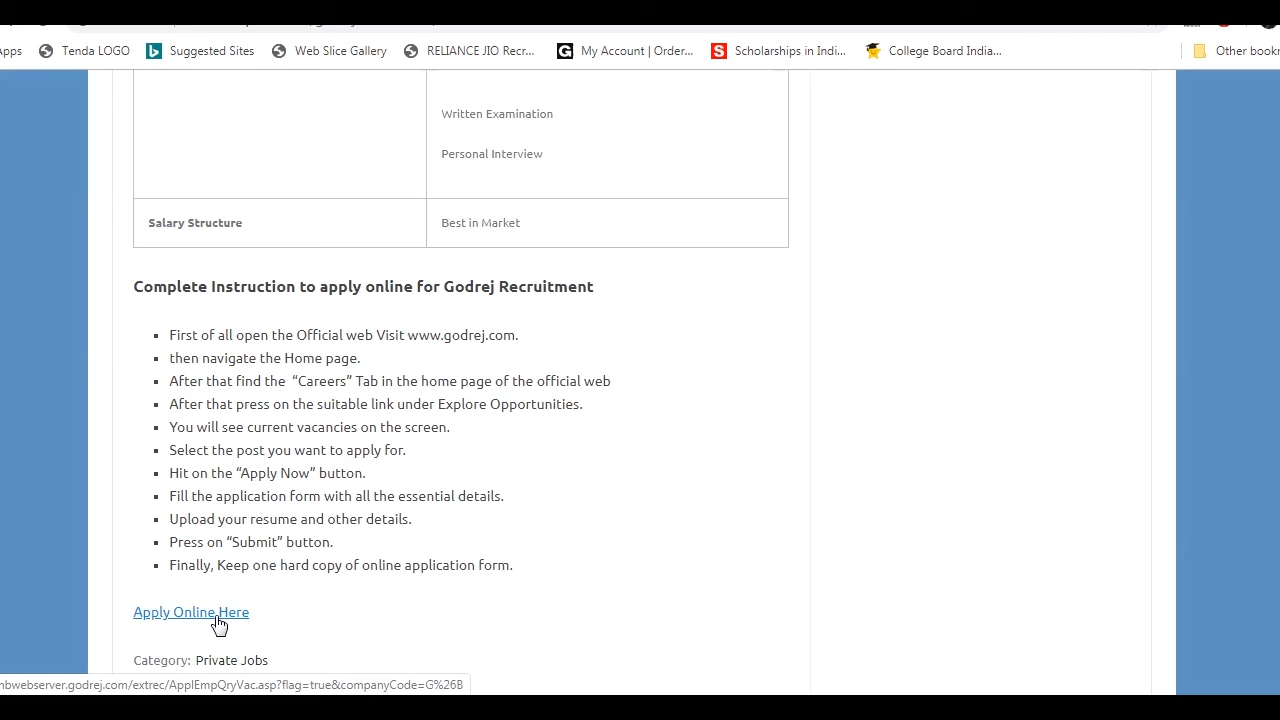 Apps Tenda LOGO Suggested Sites Web Slice Gallery RELIANCE JIO Recr... My Account | Order... Scholarships in Indi... College Board India... Other
Written Examination
Personal Interview
Salary Structure Best in Market
Complete Instruction to apply online for Godrej Recruitment
First of all open the Official web Visit www.godrej.com.
then navigate the Home page.
After that find the “Careers” Tab in the home page of the official web
After that press on the suitable link under Explore Opportunities.
You will see current vacancies on the screen.
Select the post you want to apply for.
Hit on the “Apply Now” button.
Fill the application form with all the essential details.
Upload your resume and other details.
Press on “Submit” button.
Finally, Keep one hard copy of online application form.
Apply Online Here
Category: Private Jobs
nbwebserver.godrej.com/extrec/ApplEmpQryVac.asp?flag=true&companyCode=G%26B